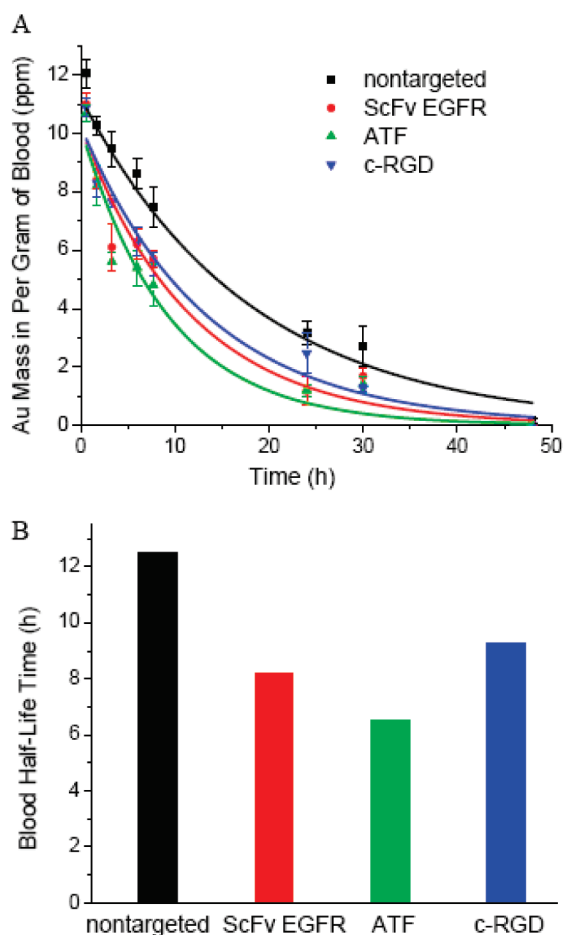 A
Au Mass in Per Gram of Blood (ppm)
12
10
8
6
4
2
0
nontargeted
ScFv EGFR
ATF
c-RGD
0 10 20 30 40 50
Time (h)
B
Blood Half-Life Time (h)
12
10
8
6
4
2
0
nontargeted ScFv EGFR ATF c-RGD